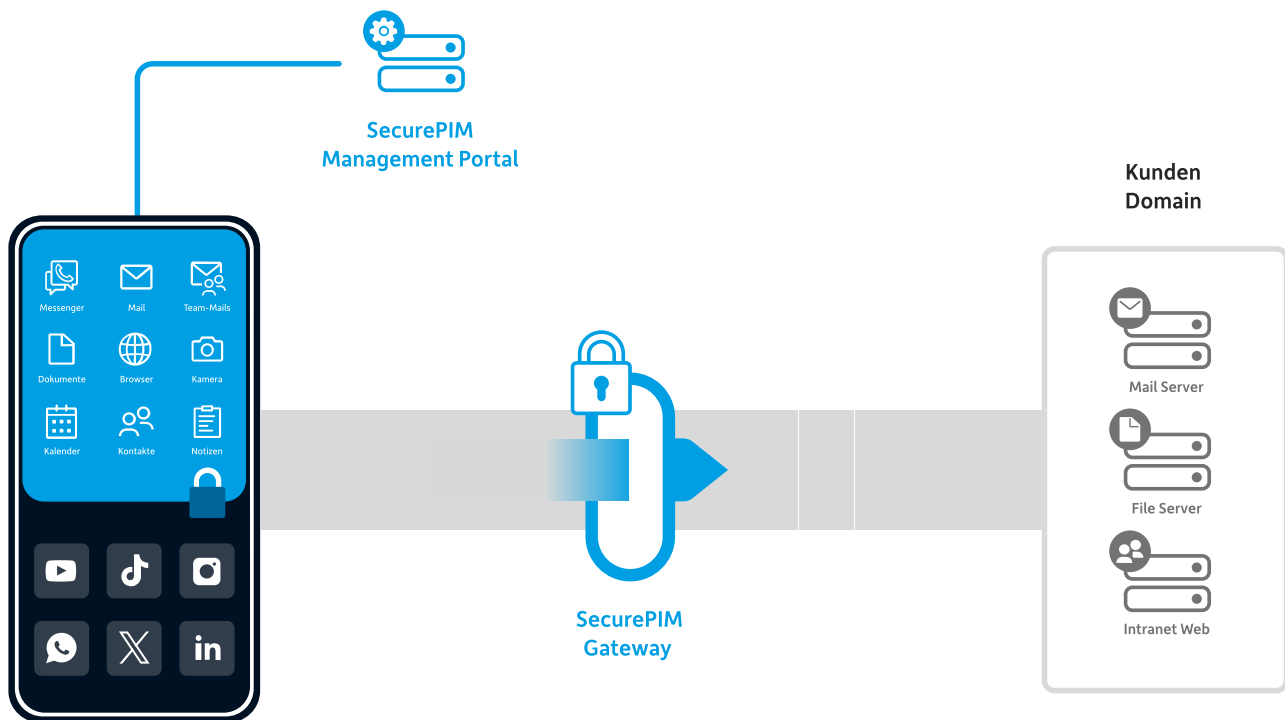 SecurePIM
Management Portal
Kunden
Domain
Messenger
Mail
Team-Mails
Dokumente
Browser
Kamera
Kalender
Kontakte
Notizen
in
Mail Server
File Server
Intranet Web
SecurePIM
Gateway